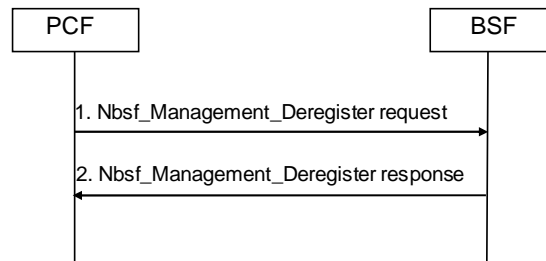 PCF
BSF
1. Nbsf_Management_Deregister request
2. Nbsf_Management_Deregister response